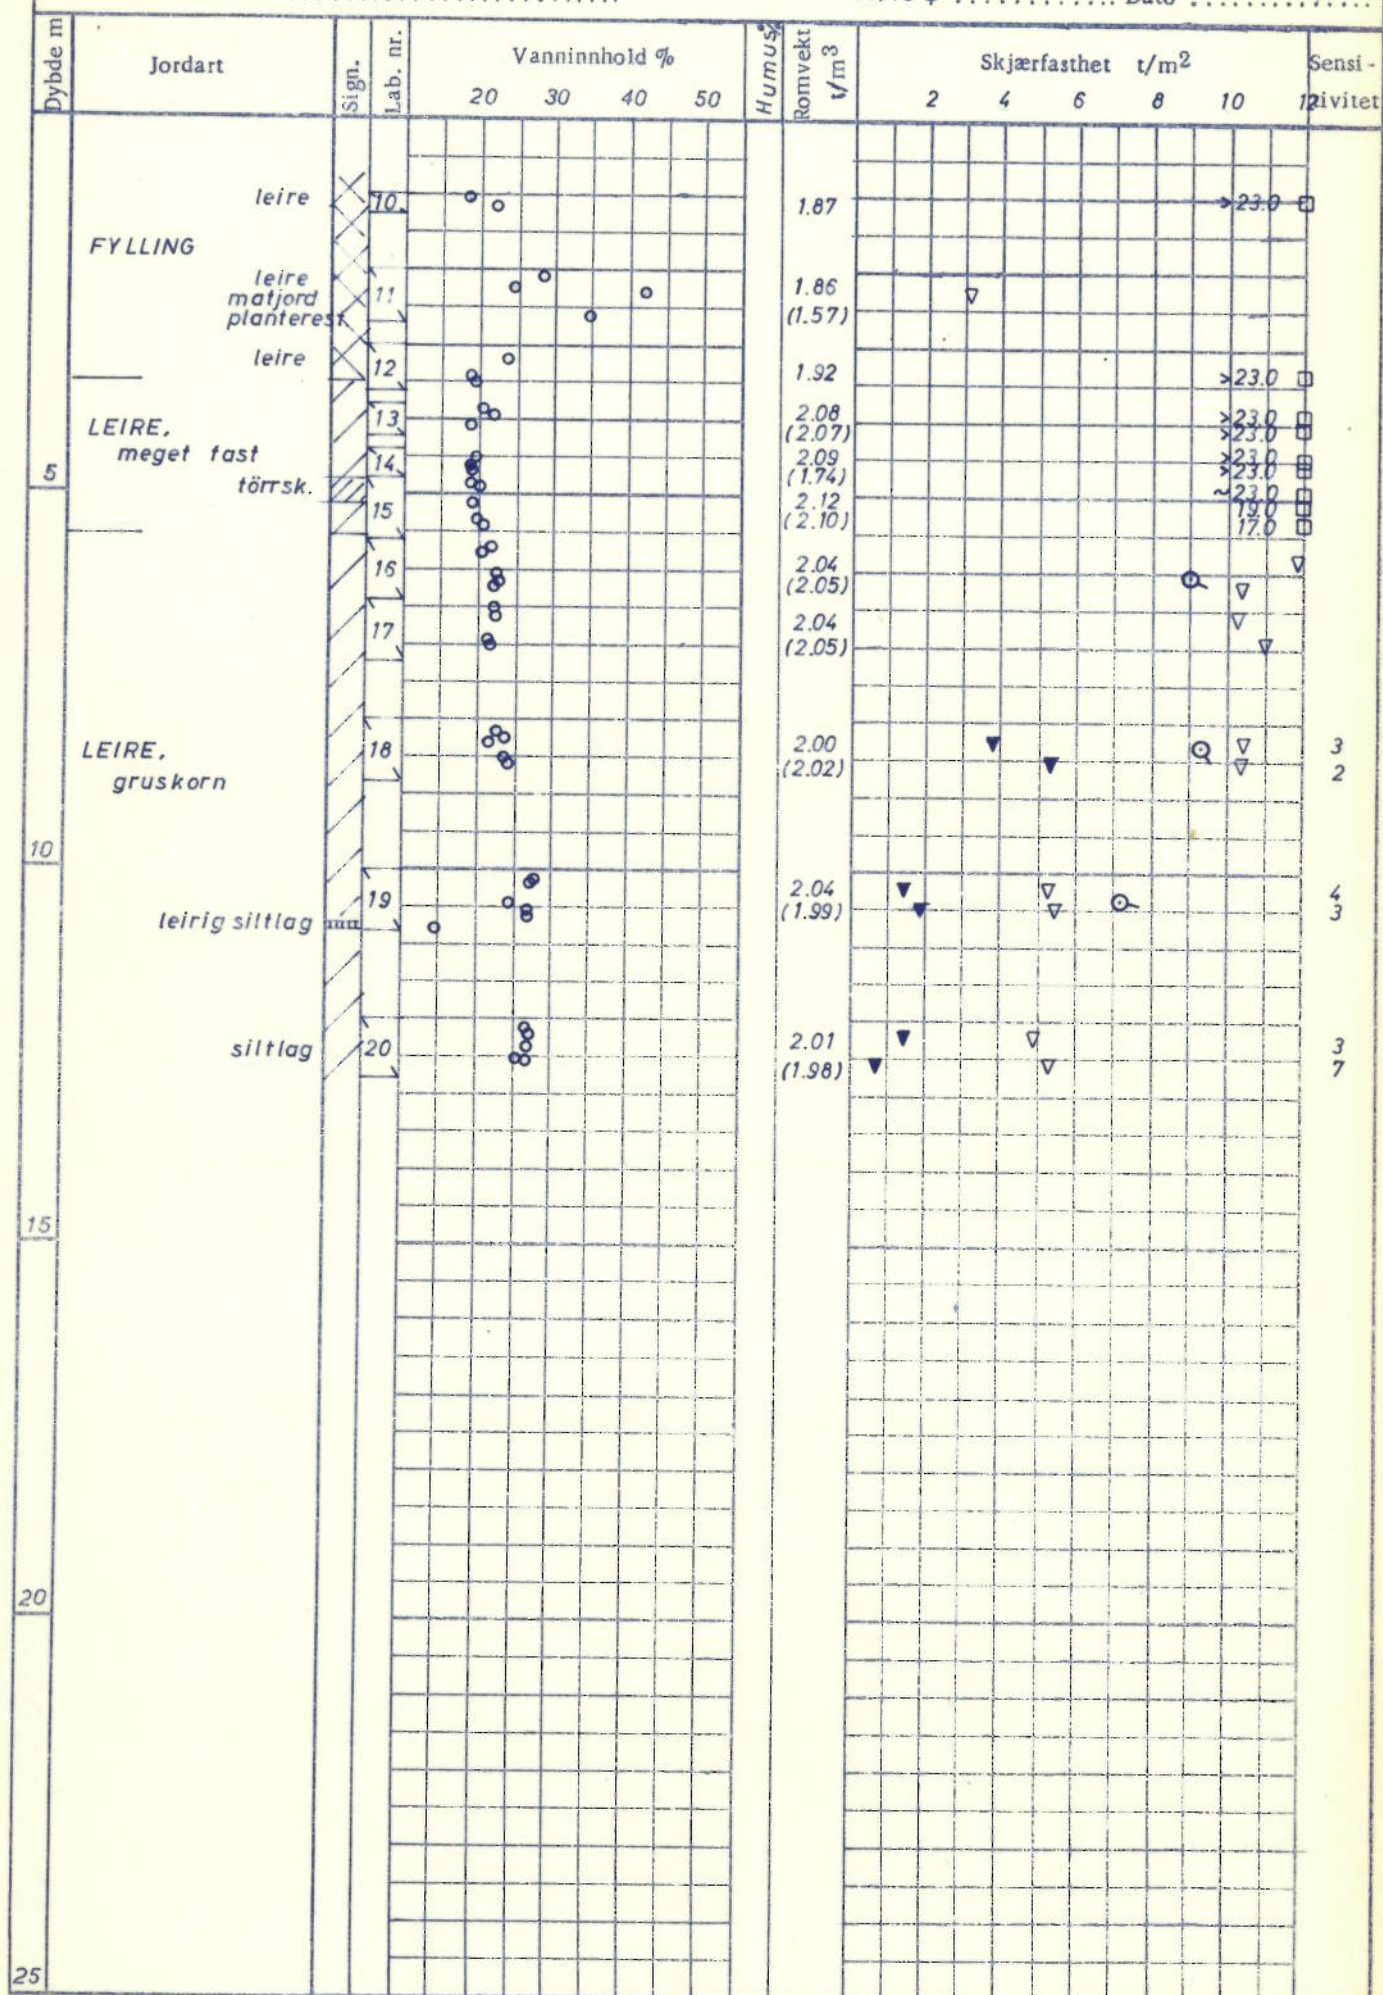 Dato
Dybde m
Jordart
Sign.
Lab. nr.
Vanninnhold %
20 30 40 50
Humus%
Romvekt t/m³
Skjærfasthet t/m²
2 4 6 8 10 12
Sensi-
tivitet
leire 10 1.87 >23.0
FYLLING
leire 11 1.86
matjord
planterest. (1.57)
leire 12 1.92 >23.0
13 2.08 >23.0
LEIRE, (2.07) >23.0
meget fast 14 2.09 >23.0
5 (1.74) >23.0
törrsk. 2.12 ~23.0
15 19.0
(2.10) 17.0
16 2.04
(2.05)
17 2.04
(2.05)
LEIRE, 18 2.00 3
gruskorn (2.02) 2
10
19 2.04 4
leirig siltlag (1.99) 3
siltlag 20 2.01 3
(1.98) 7
15
20
25